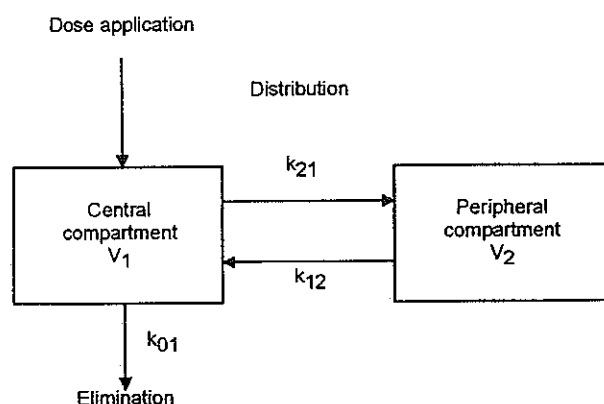 Dose application
Distribution
k21
Central
compartment
V1
Peripheral
compartment
V2
k12
k01
Elimination